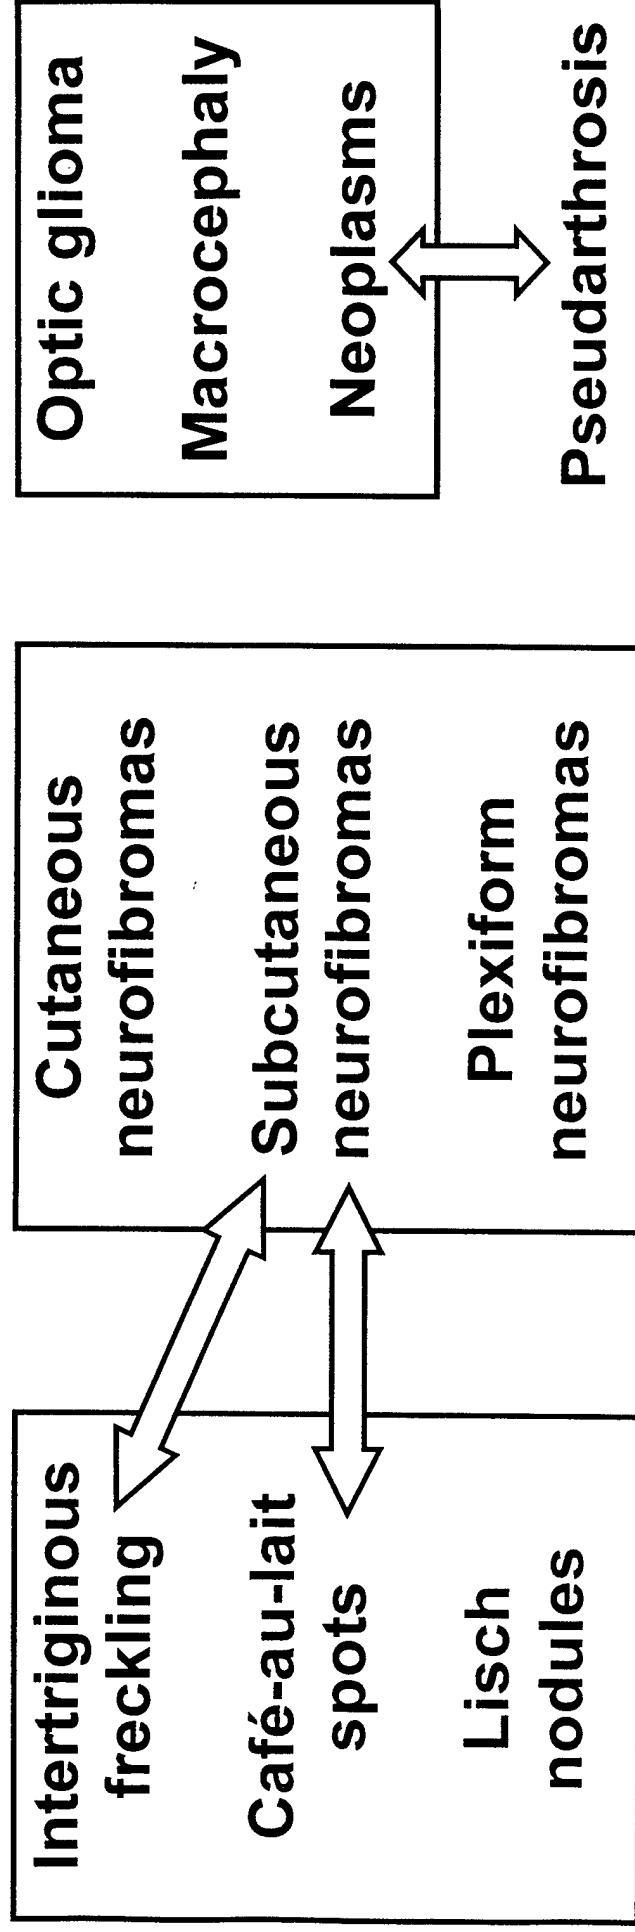 Intertriginous
freckling
Café-au-lait
spots
Lisch
nodules
Cutaneous
neurofibromas
Subcutaneous
neurofibromas
Plexiform
neurofibromas
Optic glioma
Macrocephaly
Neoplasms
Pseudarthrosis